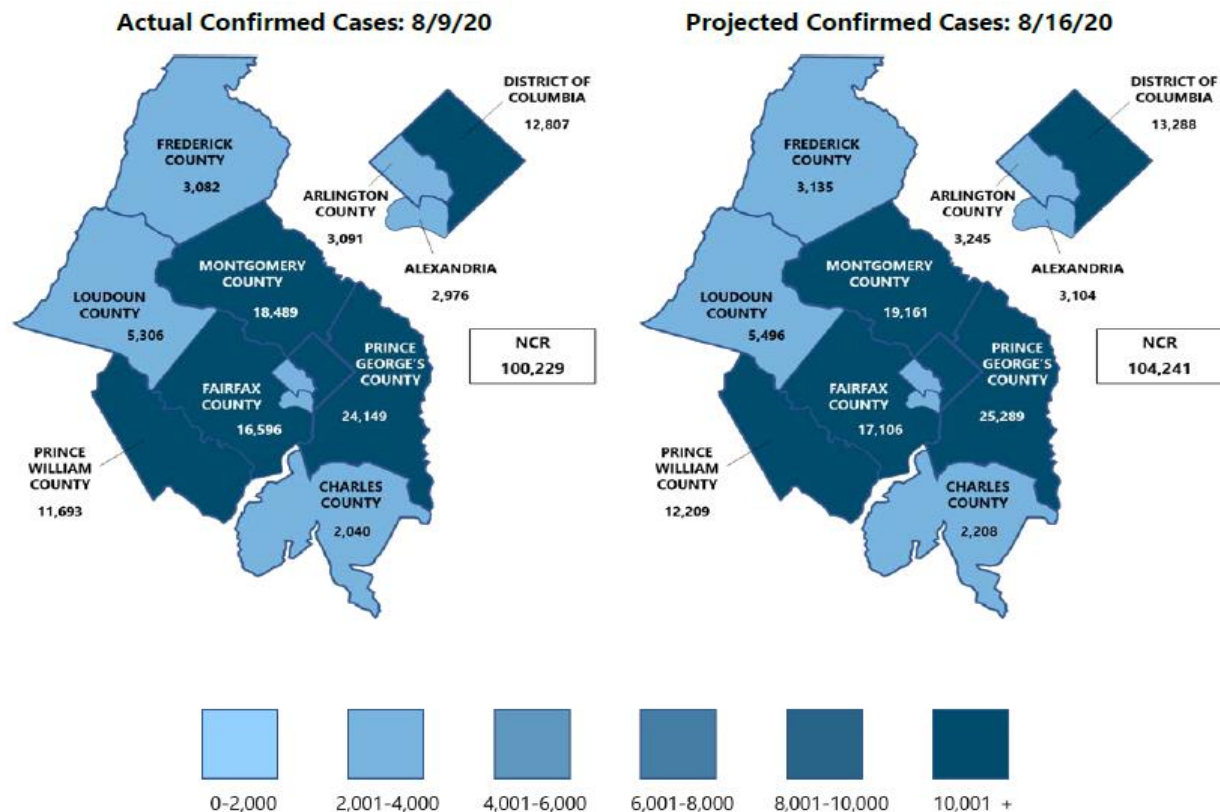 Actual Confirmed Cases: 8/9/20
DISTRICT OF
COLUMBIA
12,807
FREDERICK
COUNTY
3,082
ARLINGTON
COUNTY
3,091
ALEXANDRIA
2,976
MONTGOMERY
COUNTY
18,489
LOUDOUN
COUNTY
5,306
NCR
100,229
PRINCE
GEORGE'S
COUNTY
24,149
FAIRFAX
COUNTY
16,596
PRINCE
WILLIAM
COUNTY
11,693
CHARLES
COUNTY
2,040
Projected Confirmed Cases: 8/16/20
DISTRICT OF
COLUMBIA
13,288
FREDERICK
COUNTY
3,135
ARLINGTON
COUNTY
3,245
ALEXANDRIA
3,104
MONTGOMERY
COUNTY
19,161
LOUDOUN
COUNTY
5,496
NCR
104,241
PRINCE
GEORGE'S
COUNTY
25,289
FAIRFAX
COUNTY
17,106
PRINCE
WILLIAM
COUNTY
12,209
CHARLES
COUNTY
2,208
0-2,000
2,001-4,000
4,001-6,000
6,001-8,000
8,001-10,000
10,001 +